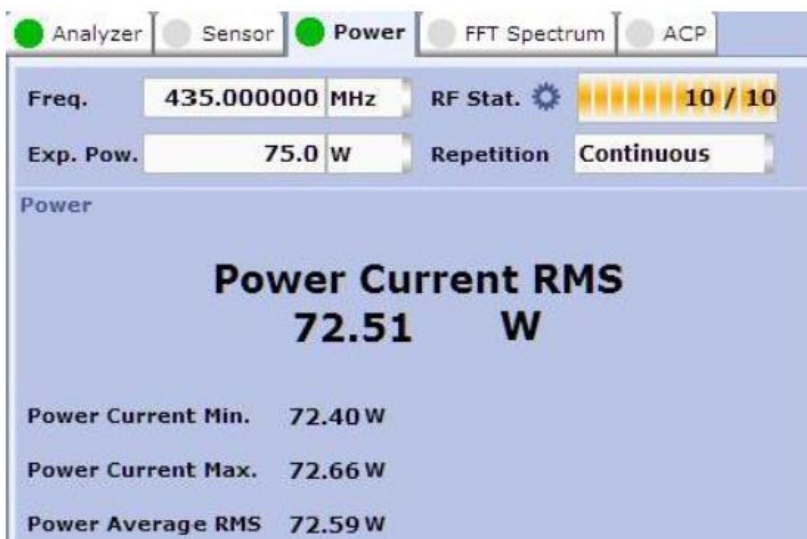 Analyzer Sensor Power FFT Spectrum ACP
Freq. 435.000000 MHz RF Stat. 10 / 10
Exp. Pow. 75.0 W Repetition Continuous
Power
Power Current RMS
72.51 W
Power Current Min. 72.40 W
Power Current Max. 72.66 W
Power Average RMS 72.59 W